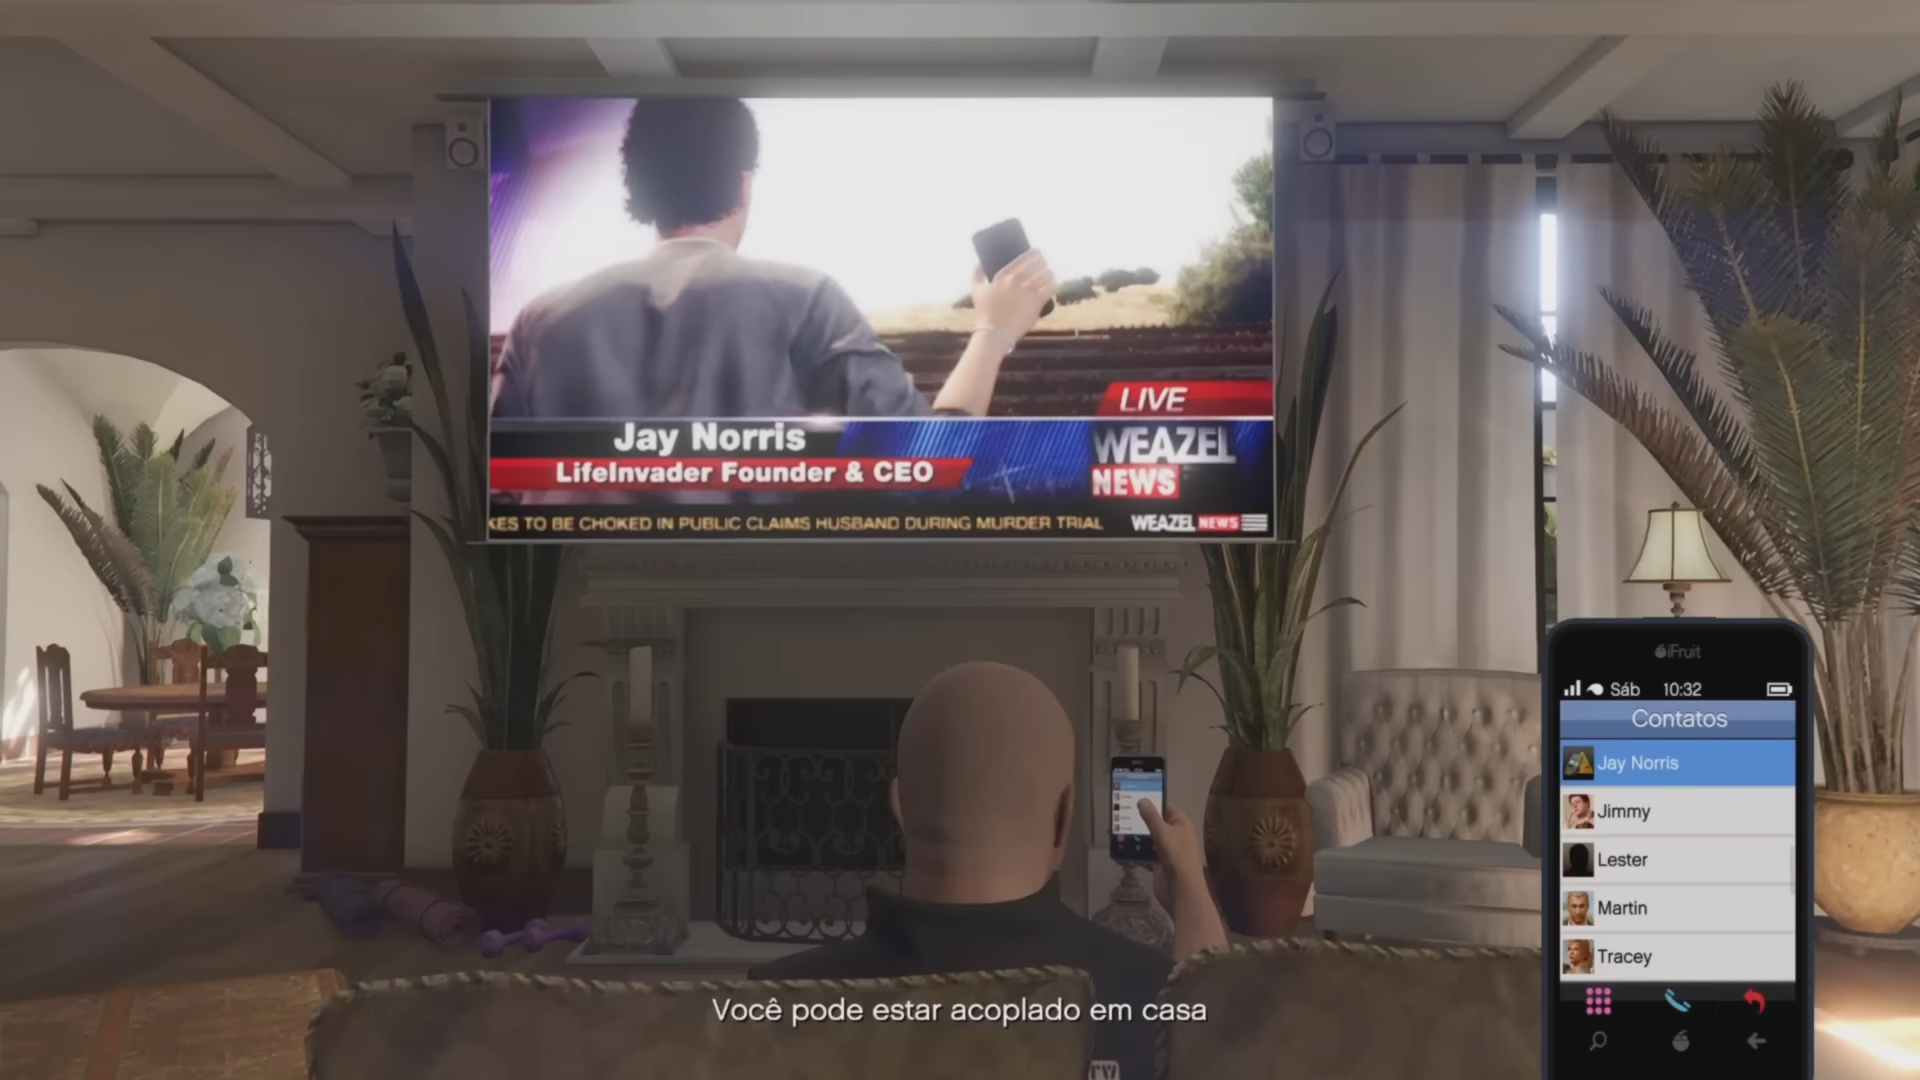 LIVE
Jay Norris
LifeInvader Founder & CEO
WEAZEL
NEWS
KES TO BE CHOKED IN PUBLIC CLAIMS HUSBAND DURING MURDER TRIAL
WEAZEL NEWS
iFruit
Sáb 10:32
Contatos
Jay Norris
Jimmy
Lester
Martin
Tracey
Você pode estar acoplado em casa